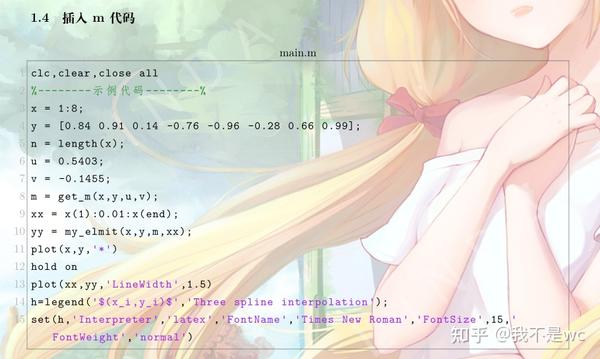 1.4 插入 m 代码
main.m
1 clc,clear,close all
2 %--------示例代码--------%
3 x = 1:8;
4 y = [0.84 0.91 0.14 -0.76 -0.96 -0.28 0.66 0.99];
5 n = length(x);
6 u = 0.5403;
7 v = -0.1455;
8 m = get_m(x,y,u,v);
9 xx = x(1):0.01:x(end);
10 yy = my_elmit(x,y,m,xx);
11 plot(x,y,'*')
12 hold on
13 plot(xx,yy,'LineWidth',1.5)
14 h=legend('$(x_i,y_i)$','Three spline interpolation');
15 set(h,'Interpreter','latex','FontName','Times New Roman','FontSize',15,'
FontWeight','normal')
知乎 @我不是wc